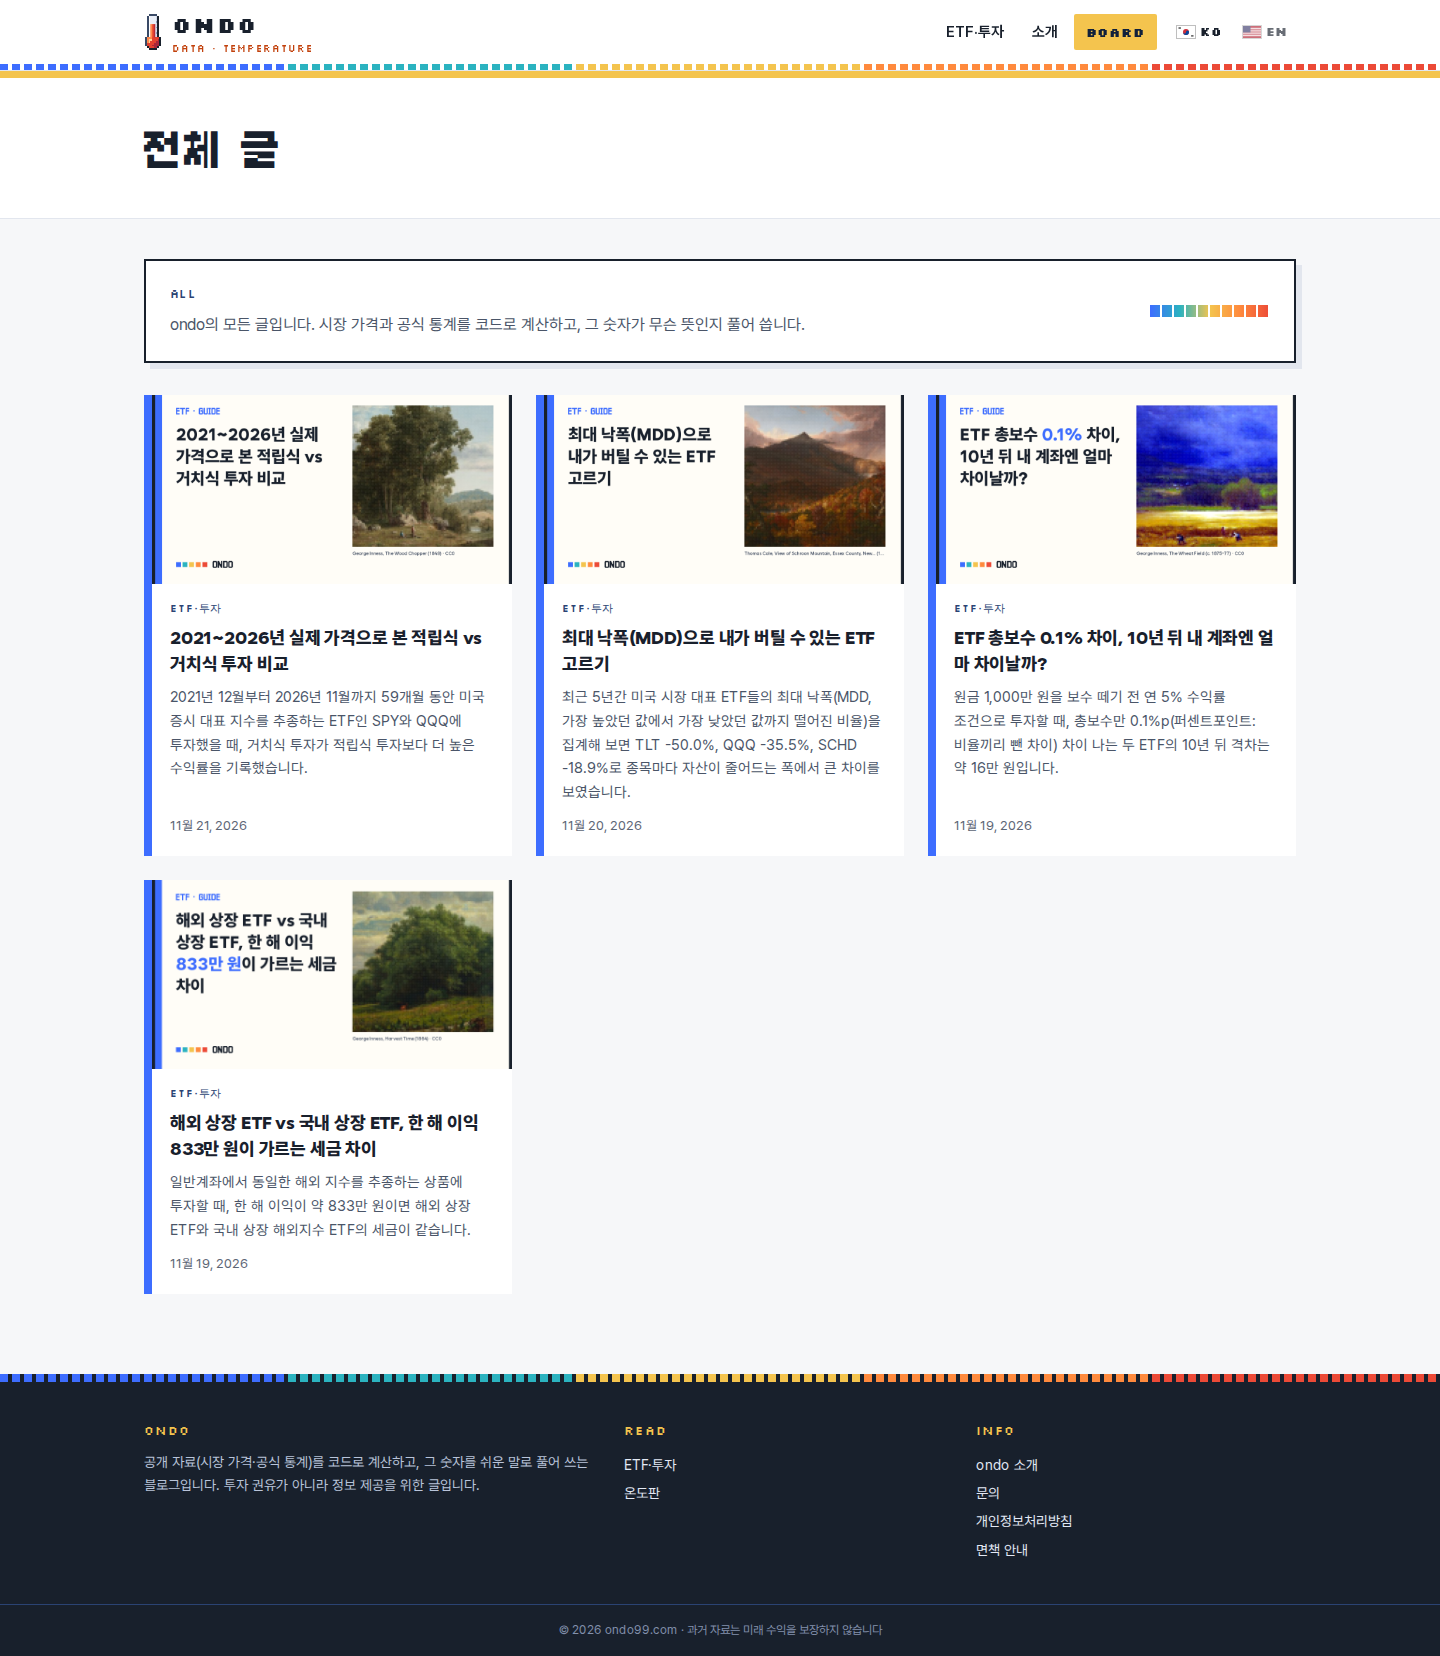 ONDO
DATA · TEMPERATURE
ETF·투자
소개
BOARD
KO
EN
전체 글
ALL
ondo의 모든 글입니다. 시장 가격과 공식 통계를 코드로 계산하고, 그 숫자가 무슨 뜻인지 풀어 씁니다.
ETF · GUIDE
2021~2026년 실제
가격으로 본 적립식 vs
거치식 투자 비교
George Inness, The Wood Chopper (1849) · CC0
ONDO
ETF·투자
2021~2026년 실제 가격으로 본 적립식 vs
거치식 투자 비교
2021년 12월부터 2026년 11월까지 59개월 동안 미국
증시 대표 지수를 추종하는 ETF인 SPY와 QQQ에
투자했을 때, 거치식 투자가 적립식 투자보다 더 높은
수익률을 기록했습니다.
11월 21, 2026
ETF · GUIDE
최대 낙폭(MDD)으로
내가 버틸 수 있는 ETF
고르기
Thomas Cole, View of Schroon Mountain, Essex County, New... (1...
ONDO
ETF·투자
최대 낙폭(MDD)으로 내가 버틸 수 있는 ETF
고르기
최근 5년간 미국 시장 대표 ETF들의 최대 낙폭(MDD,
가장 높았던 값에서 가장 낮았던 값까지 떨어진 비율)을
집계해 보면 TLT -50.0%, QQQ -35.5%, SCHD
-18.9%로 종목마다 자산이 줄어드는 폭에서 큰 차이를
보였습니다.
11월 20, 2026
ETF · GUIDE
ETF 총보수 0.1% 차이,
10년 뒤 내 계좌엔 얼마
차이날까?
George Inness, The Wheat Field (c. 1875-77) · CC0
ONDO
ETF·투자
ETF 총보수 0.1% 차이, 10년 뒤 내 계좌엔 얼
마 차이날까?
원금 1,000만 원을 보수 떼기 전 연 5% 수익률
조건으로 투자할 때, 총보수만 0.1%p(퍼센트포인트:
비율끼리 뺀 차이) 차이 나는 두 ETF의 10년 뒤 격차는
약 16만 원입니다.
11월 19, 2026
ETF · GUIDE
해외 상장 ETF vs 국내
상장 ETF, 한 해 이익
833만 원이 가르는 세금
차이
George Inness, Harvest Time (1864) · CC0
ONDO
ETF·투자
해외 상장 ETF vs 국내 상장 ETF, 한 해 이익
833만 원이 가르는 세금 차이
일반계좌에서 동일한 해외 지수를 추종하는 상품에
투자할 때, 한 해 이익이 약 833만 원이면 해외 상장
ETF와 국내 상장 해외지수 ETF의 세금이 같습니다.
11월 19, 2026
ONDO
공개 자료(시장 가격·공식 통계)를 코드로 계산하고, 그 숫자를 쉬운 말로 풀어 쓰는
블로그입니다. 투자 권유가 아니라 정보 제공을 위한 글입니다.
READ
ETF·투자
온도판
INFO
ondo 소개
문의
개인정보처리방침
면책 안내
© 2026 ondo99.com · 과거 자료는 미래 수익을 보장하지 않습니다